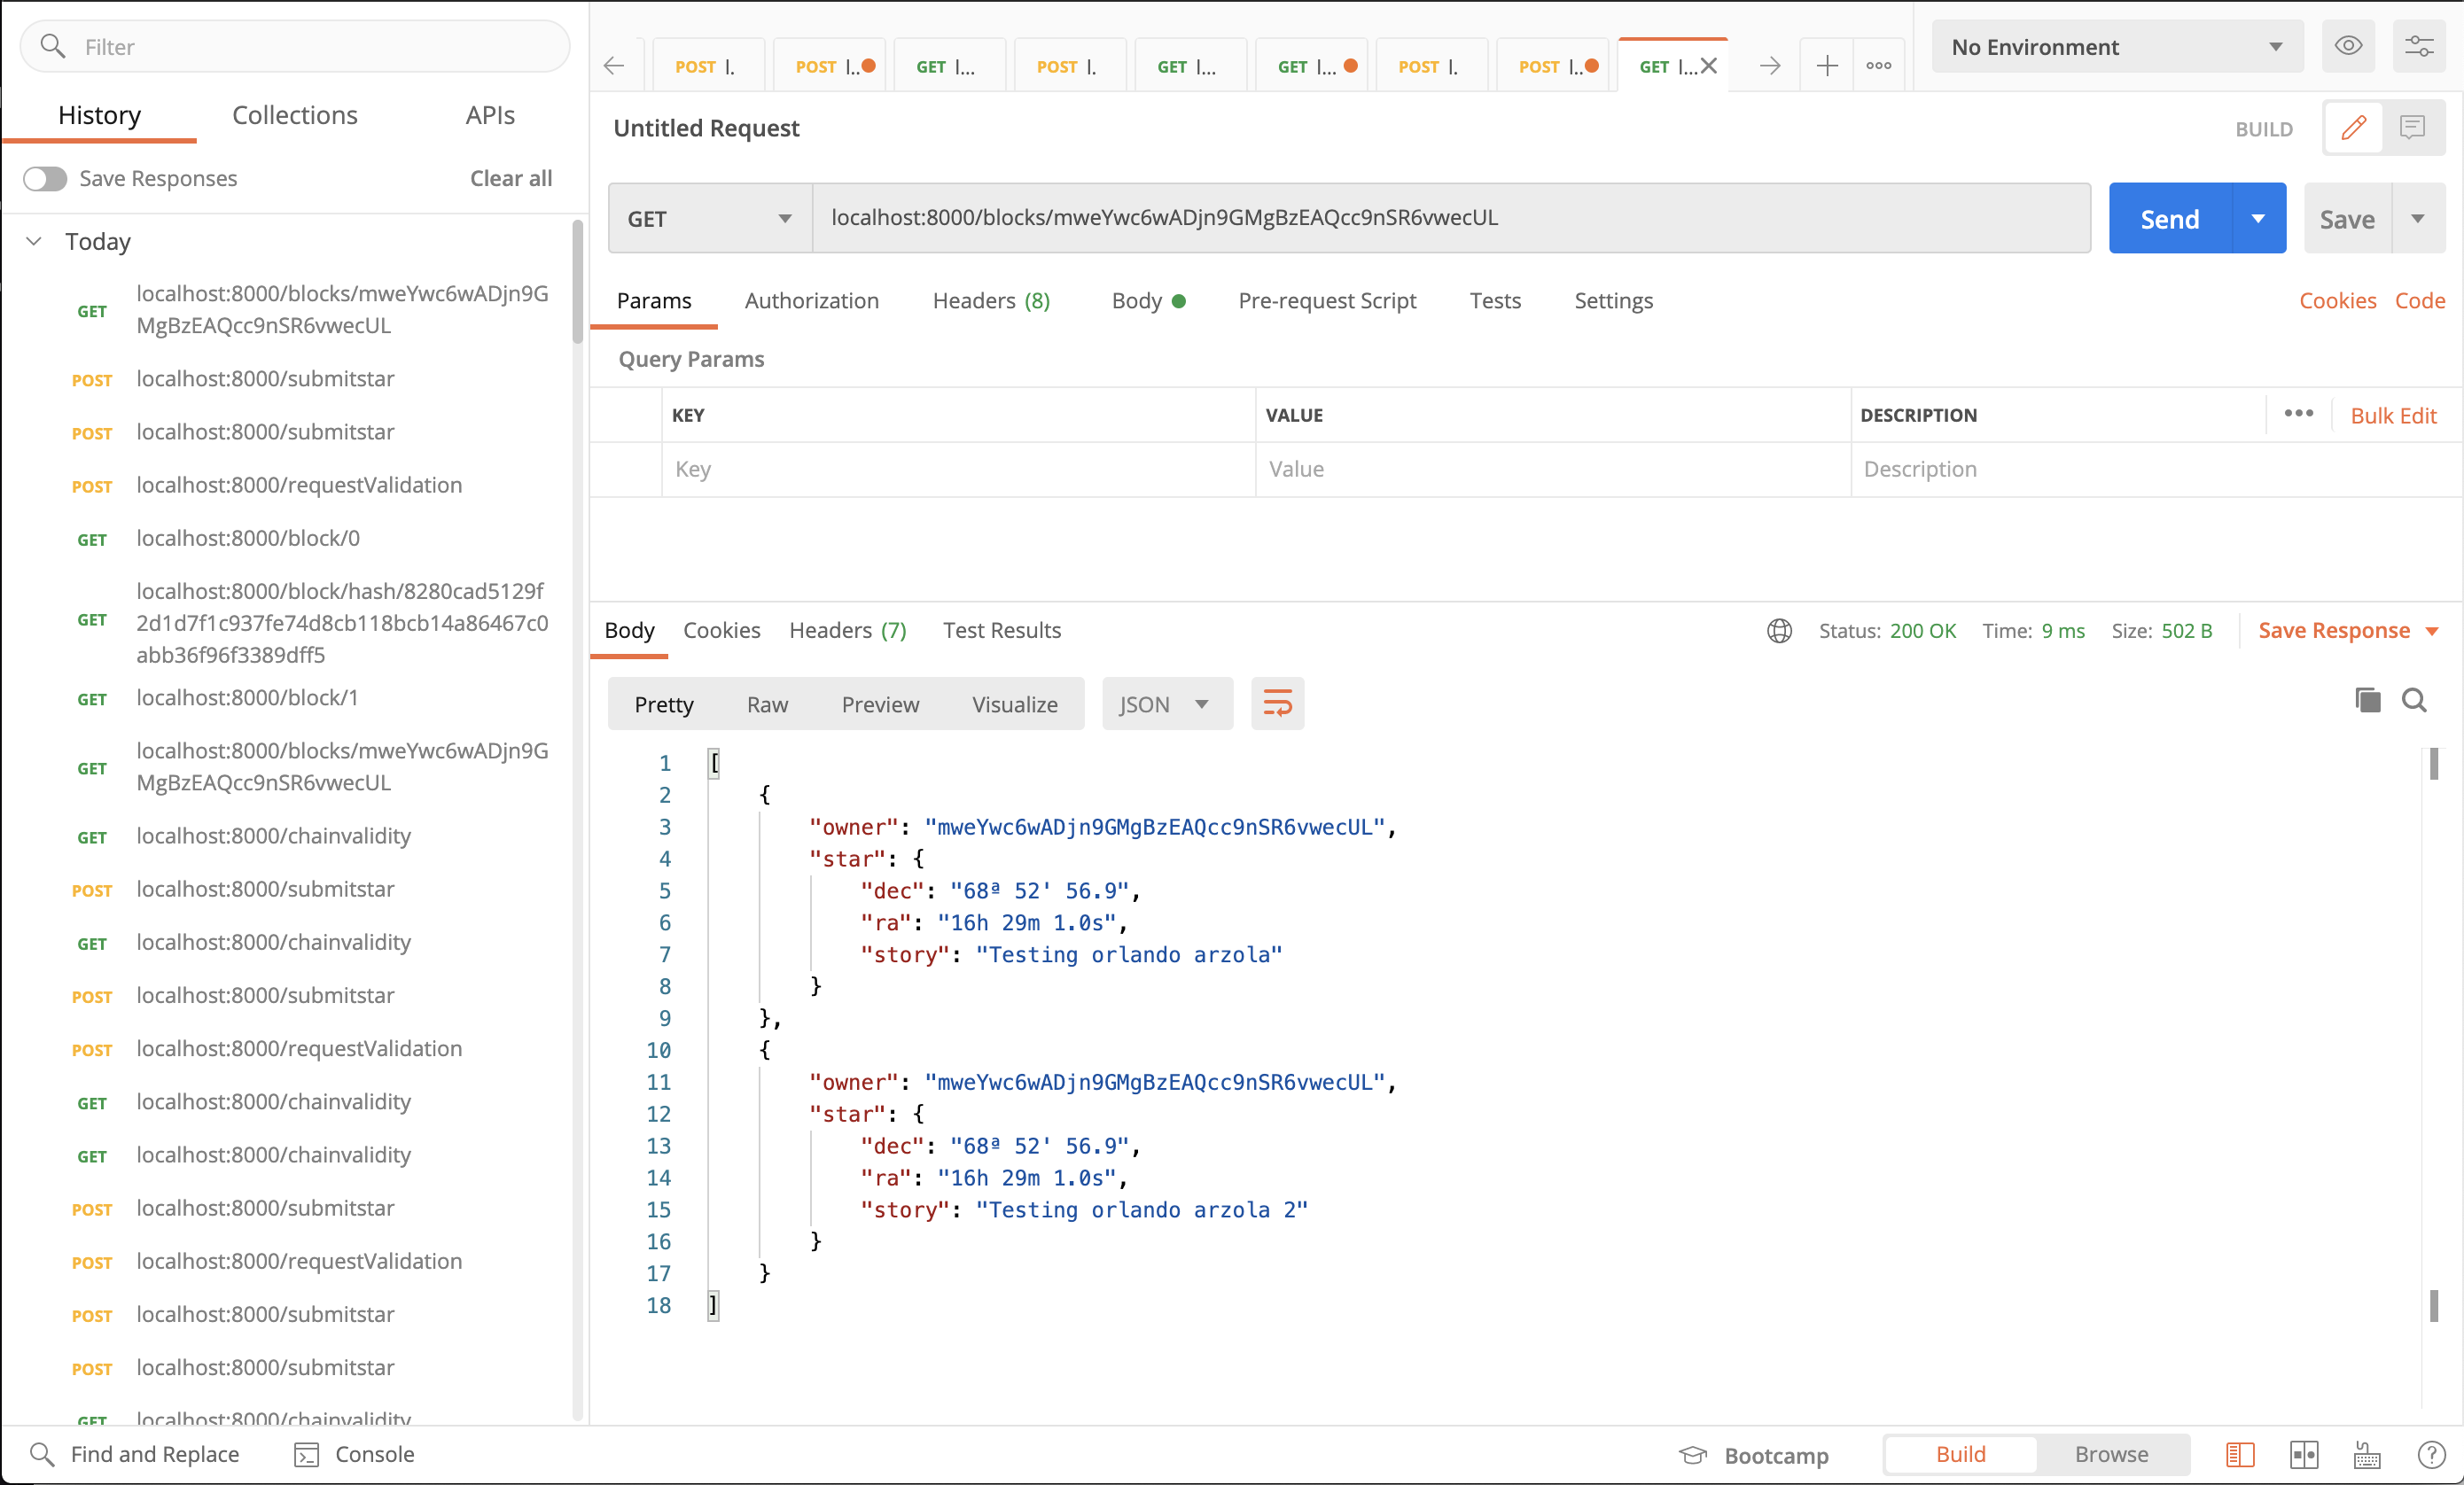 Filter
History Collections APIs
Save Responses Clear all
Today
GET localhost:8000/blocks/mweYwc6wADjn9G
MgBzEAQcc9nSR6vwecUL
POST localhost:8000/submitstar
POST localhost:8000/submitstar
POST localhost:8000/requestValidation
GET localhost:8000/block/0
GET localhost:8000/block/hash/8280cad5129f
2d1d7f1c937fe74d8cb118bcb14a86467c0
abb36f96f3389dff5
GET localhost:8000/block/1
GET localhost:8000/blocks/mweYwc6wADjn9G
MgBzEAQcc9nSR6vwecUL
GET localhost:8000/chainvalidity
POST localhost:8000/submitstar
GET localhost:8000/chainvalidity
POST localhost:8000/submitstar
POST localhost:8000/requestValidation
GET localhost:8000/chainvalidity
GET localhost:8000/chainvalidity
POST localhost:8000/submitstar
POST localhost:8000/requestValidation
POST localhost:8000/submitstar
POST localhost:8000/submitstar
GET localhost:8000/chainvalidity
POST l. POST l.. GET l... POST l. GET l... GET l... POST l. POST l.. GET l...
No Environment
Untitled Request BUILD
GET localhost:8000/blocks/mweYwc6wADjn9GMgBzEAQcc9nSR6vwecUL Send Save
Params Authorization Headers (8) Body Pre-request Script Tests Settings Cookies Code
Query Params
KEY VALUE DESCRIPTION ••• Bulk Edit
Key Value Description
Body Cookies Headers (7) Test Results Status: 200 OK Time: 9 ms Size: 502 B Save Response
Pretty Raw Preview Visualize JSON
1 [
2 {
3 "owner": "mweYwc6wADjn9GMgBzEAQcc9nSR6vwecUL",
4 "star": {
5 "dec": "68ª 52' 56.9",
6 "ra": "16h 29m 1.0s",
7 "story": "Testing orlando arzola"
8 }
9 },
10 {
11 "owner": "mweYwc6wADjn9GMgBzEAQcc9nSR6vwecUL",
12 "star": {
13 "dec": "68ª 52' 56.9",
14 "ra": "16h 29m 1.0s",
15 "story": "Testing orlando arzola 2"
16 }
17 }
18 ]
Find and Replace Console Bootcamp Build Browse